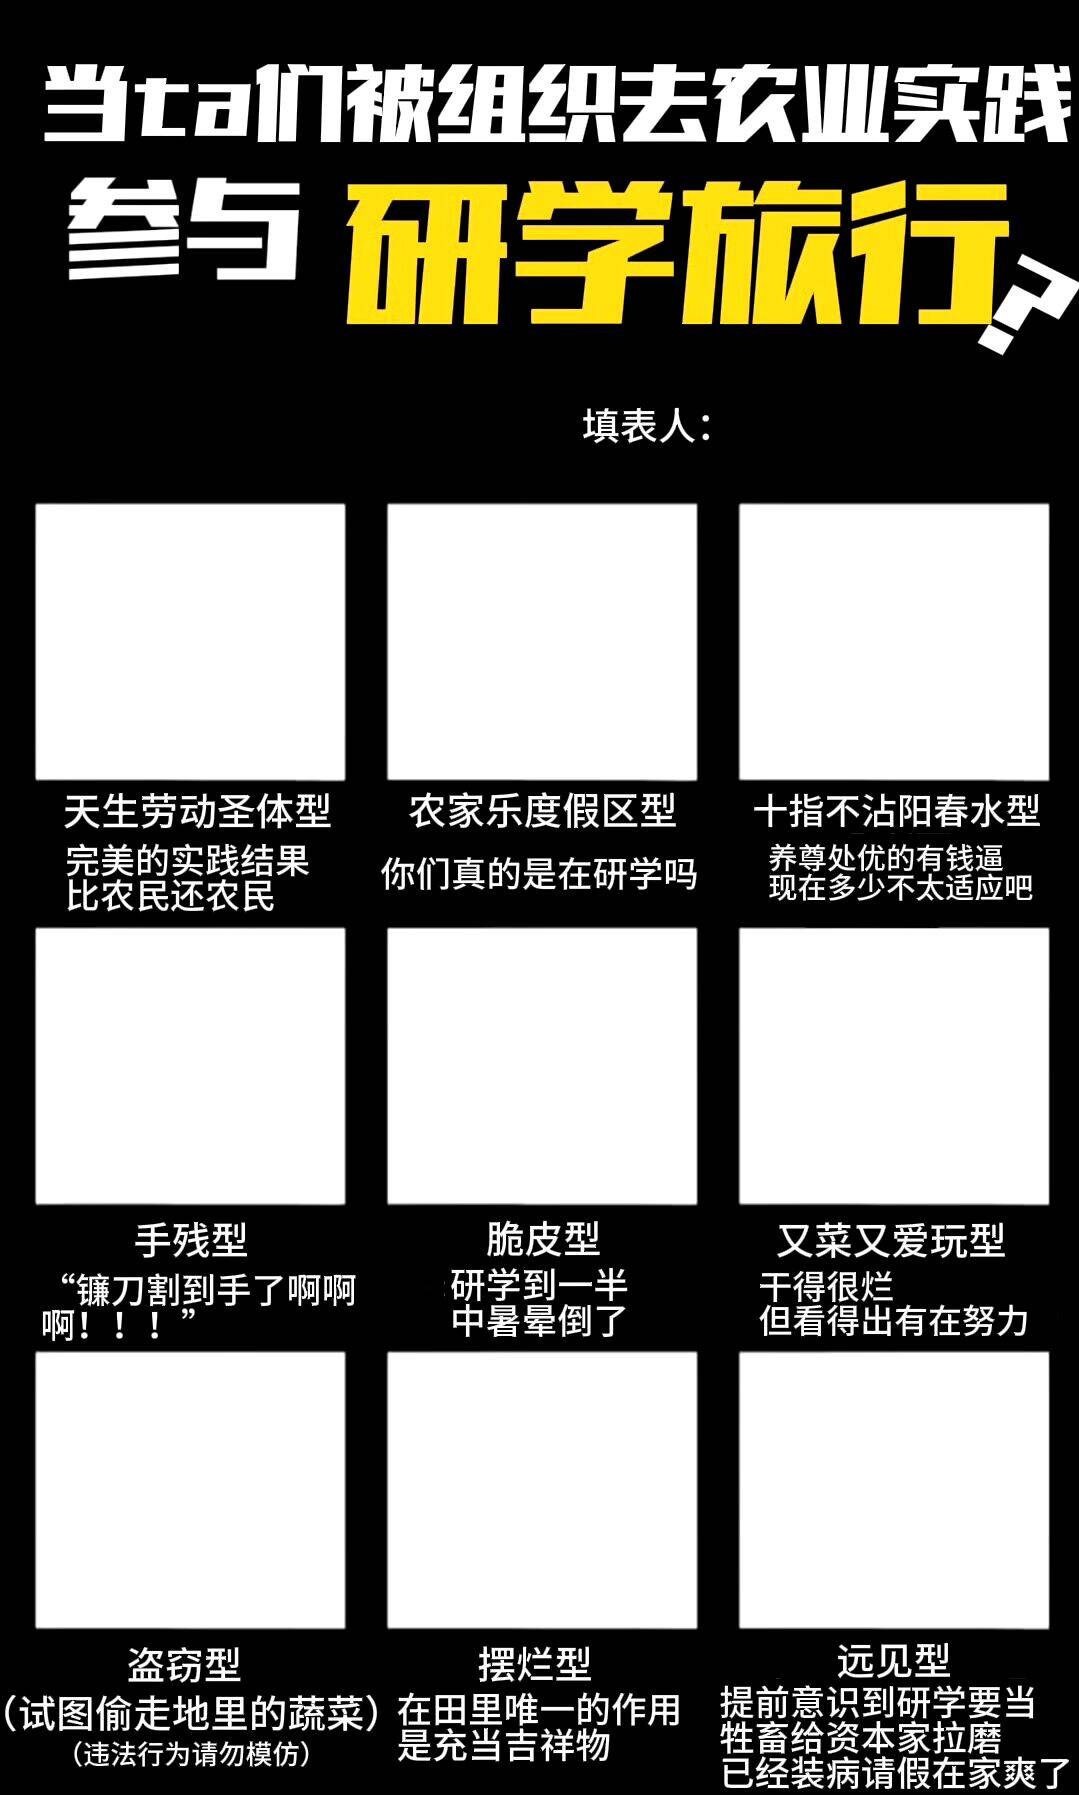 当ta们被组织去农业实践
参与 研学旅行?
填表人：
天生劳动圣体型
完美的实践结果
比农民还农民
农家乐度假区型
你们真的是在研学吗
十指不沾阳春水型
养尊处优的有钱逼
现在多少不太适应吧
手残型
“镰刀割到手了啊啊
啊！！！”
脆皮型
研学到一半
中暑晕倒了
又菜又爱玩型
干得很烂
但看得出有在努力
盗窃型
（试图偷走地里的蔬菜）
（违法行为请勿模仿）
摆烂型
在田里唯一的作用
是充当吉祥物
远见型
提前意识到研学要当
牲畜给资本家拉磨
已经装病请假在家爽了